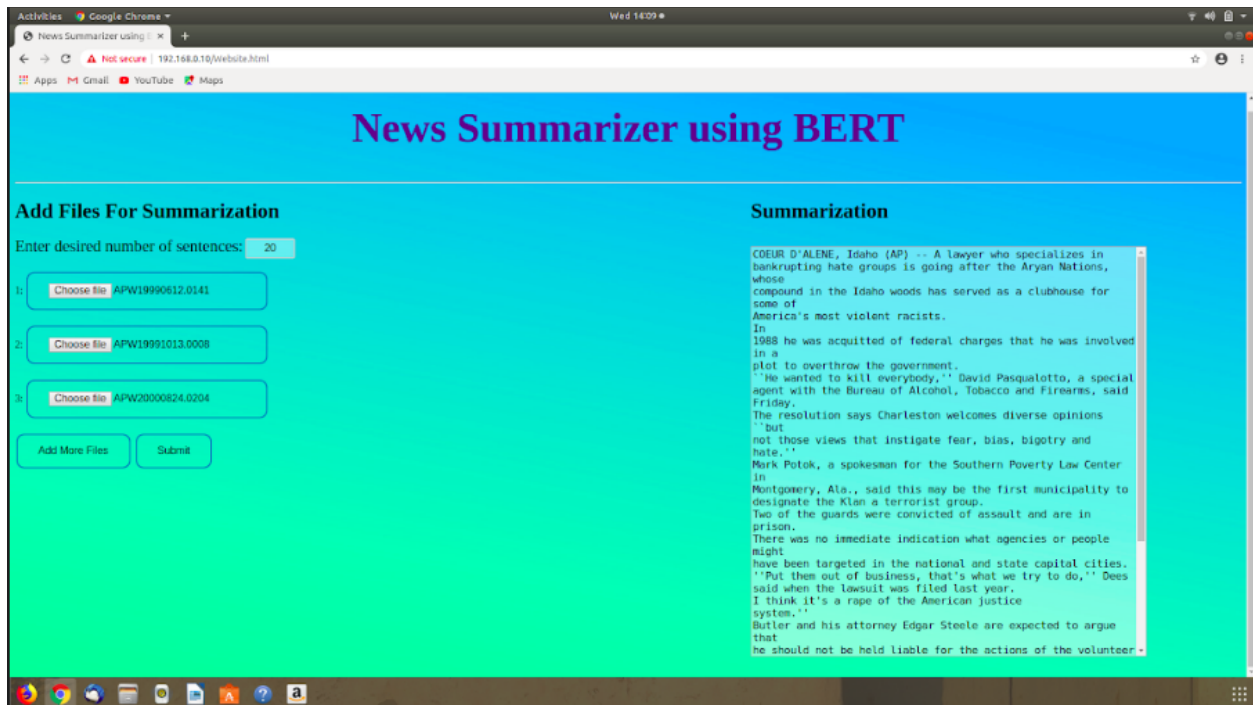 Activities Google Chrome
Wed 14:09
News Summarizer using
Not secure | 192.168.0.10/Website.html
Apps Gmail YouTube Maps
News Summarizer using BERT
Add Files For Summarization
Enter desired number of sentences: 20
1: Choose file APW19990612.0141
2: Choose file APW19991013.0008
3: Choose file APW20000824.0204
Add More Files Submit
Summarization
COEUR D'ALENE, Idaho (AP) -- A lawyer who specializes in
bankrupting hate groups is going after the Aryan Nations,
whose
compound in the Idaho woods has served as a clubhouse for
some of
America's most violent racists.
In
1988 he was acquitted of federal charges that he was involved
in a
plot to overthrow the government.
``He wanted to kill everybody,'' David Pasqualotto, a special
agent with the Bureau of Alcohol, Tobacco and Firearms, said
Friday.
The resolution says Charleston welcomes diverse opinions
``but
not those views that instigate fear, bias, bigotry and
hate.''
Mark Potok, a spokesman for the Southern Poverty Law Center
in
Montgomery, Ala., said this may be the first municipality to
designate the Klan a terrorist group.
Two of the guards were convicted of assault and are in
prison.
There was no immediate indication what agencies or people
might
have been targeted in the national and state capital cities.
''Put them out of business, that's what we try to do,'' Dees
said when the lawsuit was filed last year.
I think it's a rape of the American justice
system.''
Butler and his attorney Edgar Steele are expected to argue
that
he should not be held liable for the actions of the volunteer